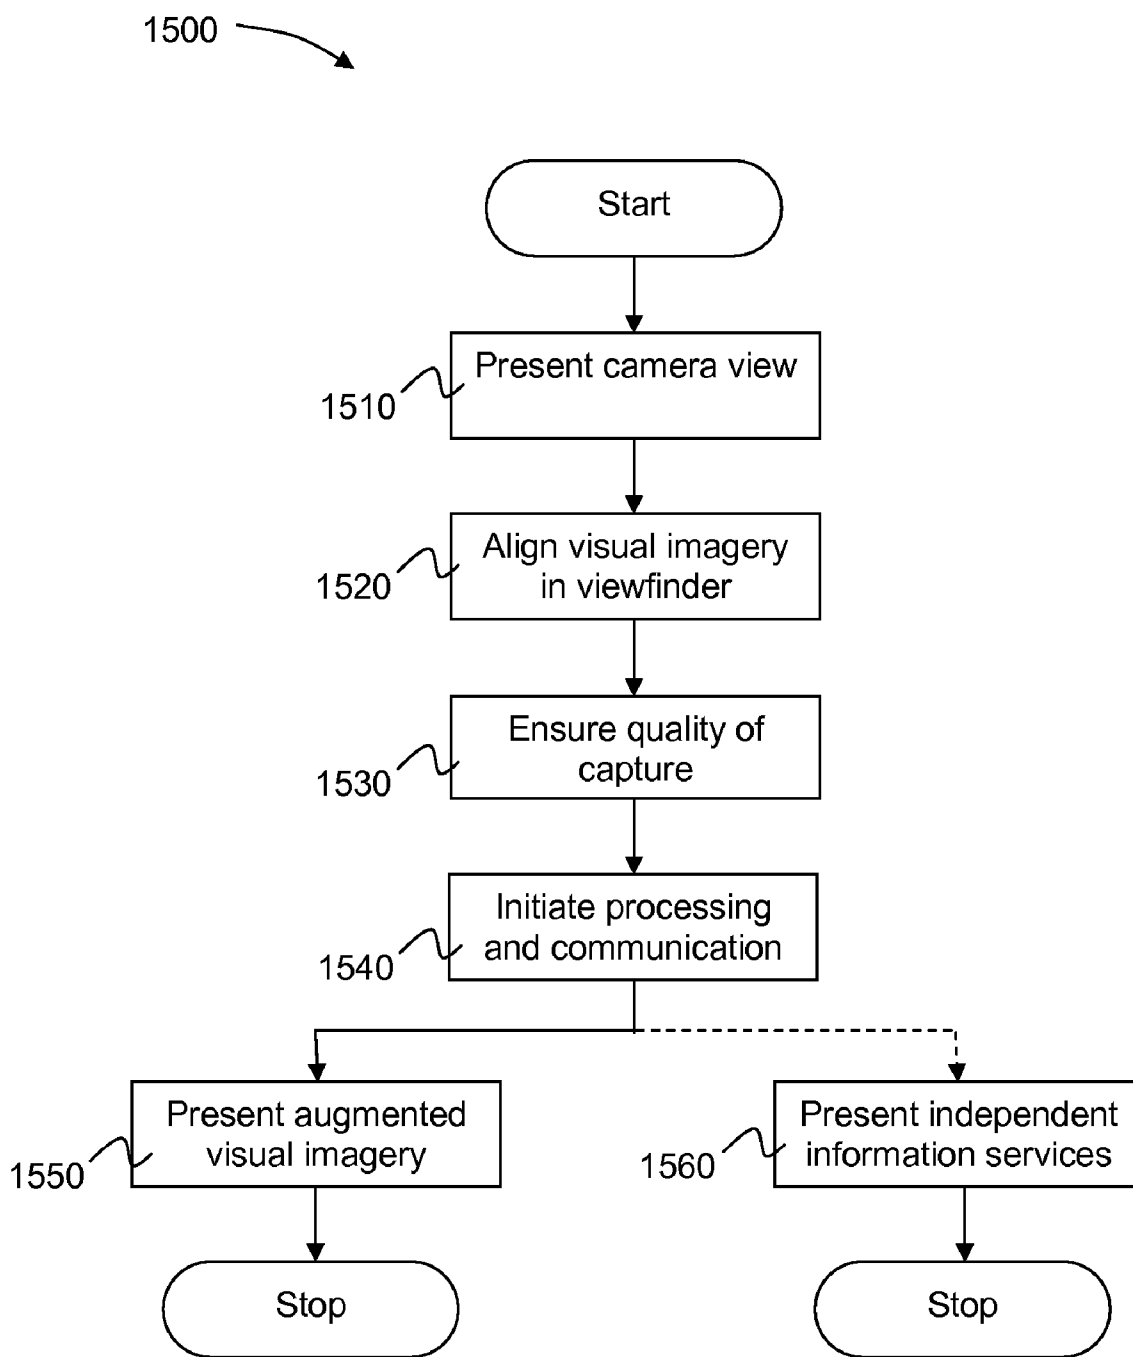 1500
Start
Present camera view
1510
Align visual imagery
in viewfinder
1520
Ensure quality of
capture
1530
Initiate processing
and communication
1540
Present augmented
visual imagery
1550
Present independent
information services
1560
Stop
Stop